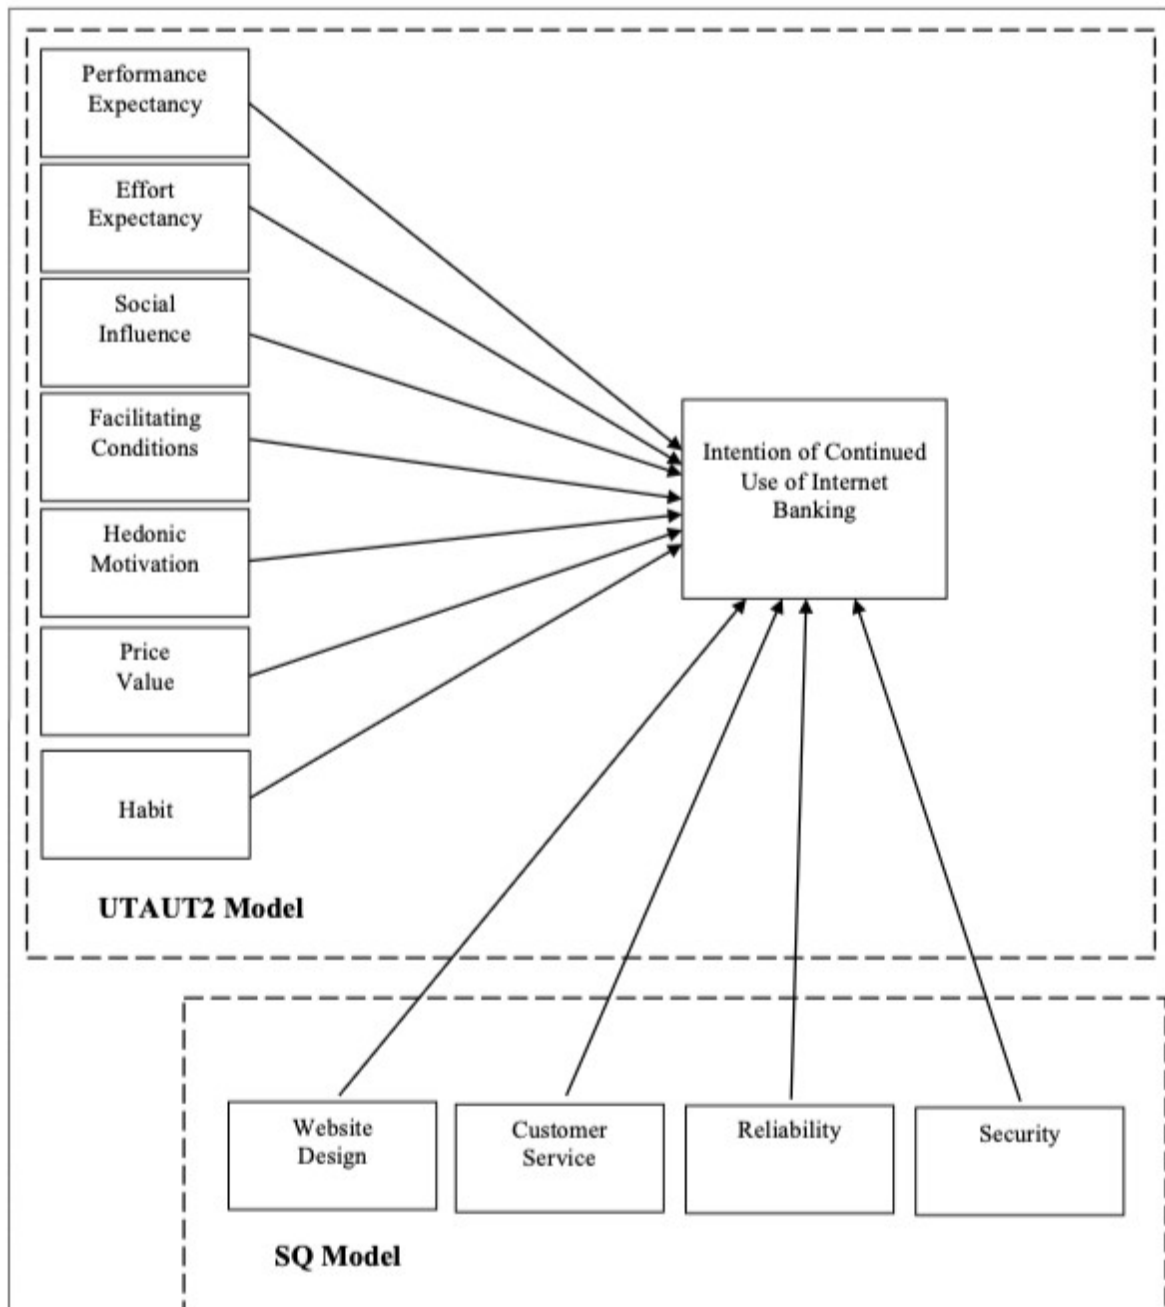 Performance
Expectancy
Effort
Expectancy
Social
Influence
Facilitating
Conditions
Hedonic
Motivation
Price
Value
Habit
UTAUT2 Model
Intention of Continued
Use of Internet
Banking
Website
Design
Customer
Service
Reliability
Security
SQ Model